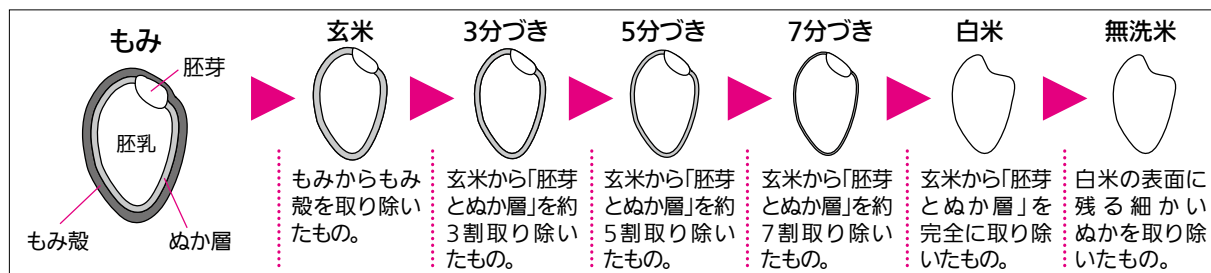 もみ
胚芽
胚乳
もみ殻
ぬか層
玄米
もみからもみ
殻を取り除い
たもの。
3分づき
玄米から「胚芽
とぬか層」を約
3割取り除い
たもの。
5分づき
玄米から「胚芽
とぬか層」を約
5割取り除い
たもの。
7分づき
玄米から「胚芽
とぬか層」を約
7割取り除い
たもの。
白米
玄米から「胚芽
とぬか層」を
完全に取り除
いたもの。
無洗米
白米の表面に
残る細かい
ぬかを取り除
いたもの。